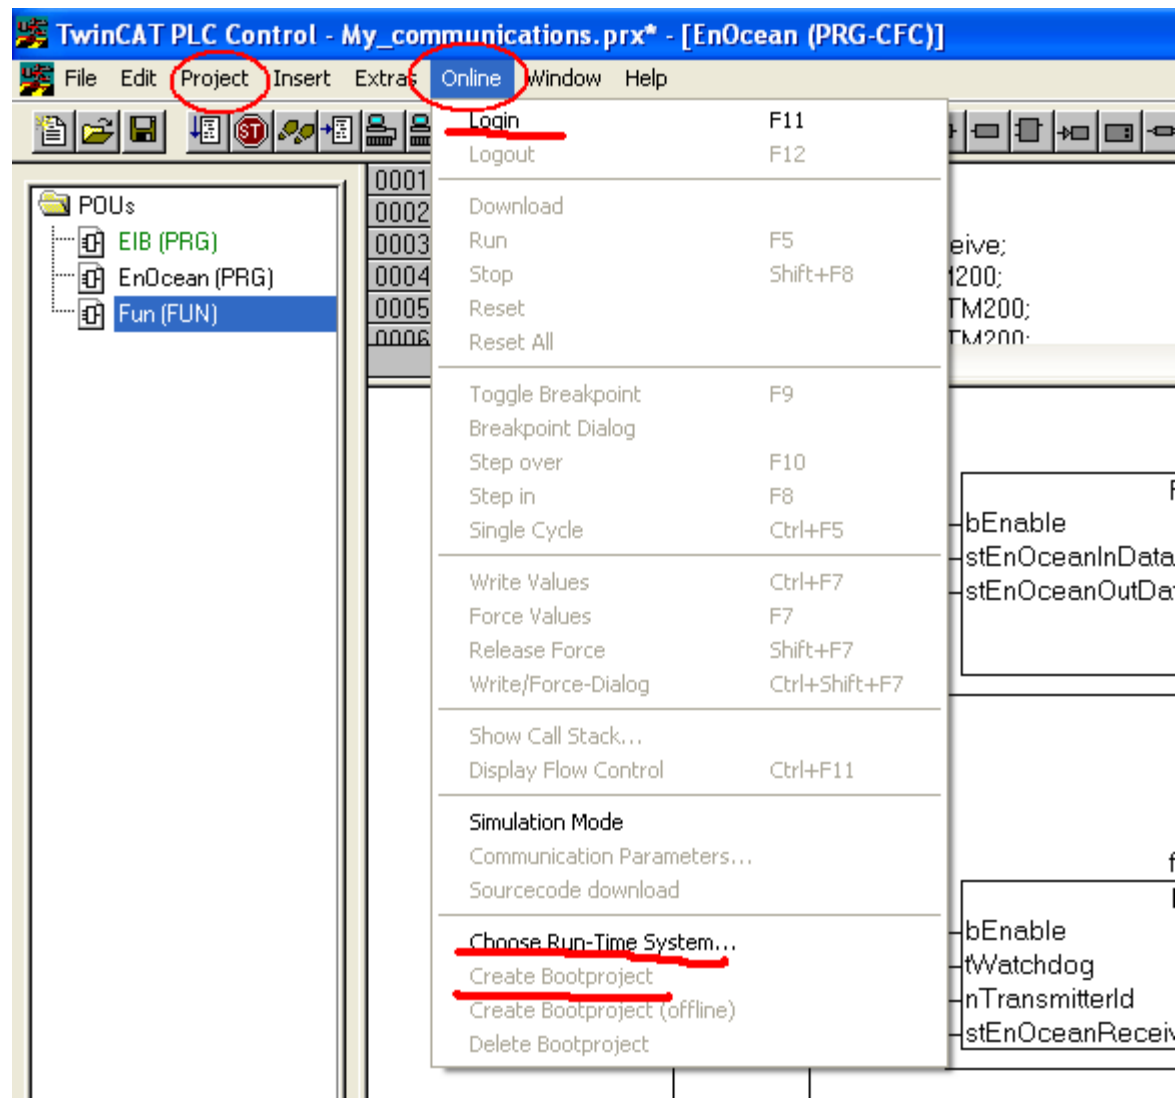 TwinCAT PLC Control - My_communications.prx* - [EnOcean (PRG-CFC)]
File Edit Project Insert Extras Online Window Help
Login F11
Logout F12
Download
Run F5
Stop Shift+F8
Reset
Reset All
Toggle Breakpoint F9
Breakpoint Dialog
Step over F10
Step in F8
Single Cycle Ctrl+F5
Write Values Ctrl+F7
Force Values F7
Release Force Shift+F7
Write/Force-Dialog Ctrl+Shift+F7
Show Call Stack...
Display Flow Control Ctrl+F11
Simulation Mode
Communication Parameters...
Sourcecode download
Choose Run-Time System...
Create Bootproject
Create Bootproject (offline)
Delete Bootproject
POUs
EIB (PRG)
EnOcean (PRG)
Fun (FUN)
0001
0002
0003
0004
0005
0006
eive;
1200;
TM200;
TM200;
bEnable
stEnOceanInData
stEnOceanOutDat
bEnable
tWatchdog
nTransmitterId
stEnOceanReceiv